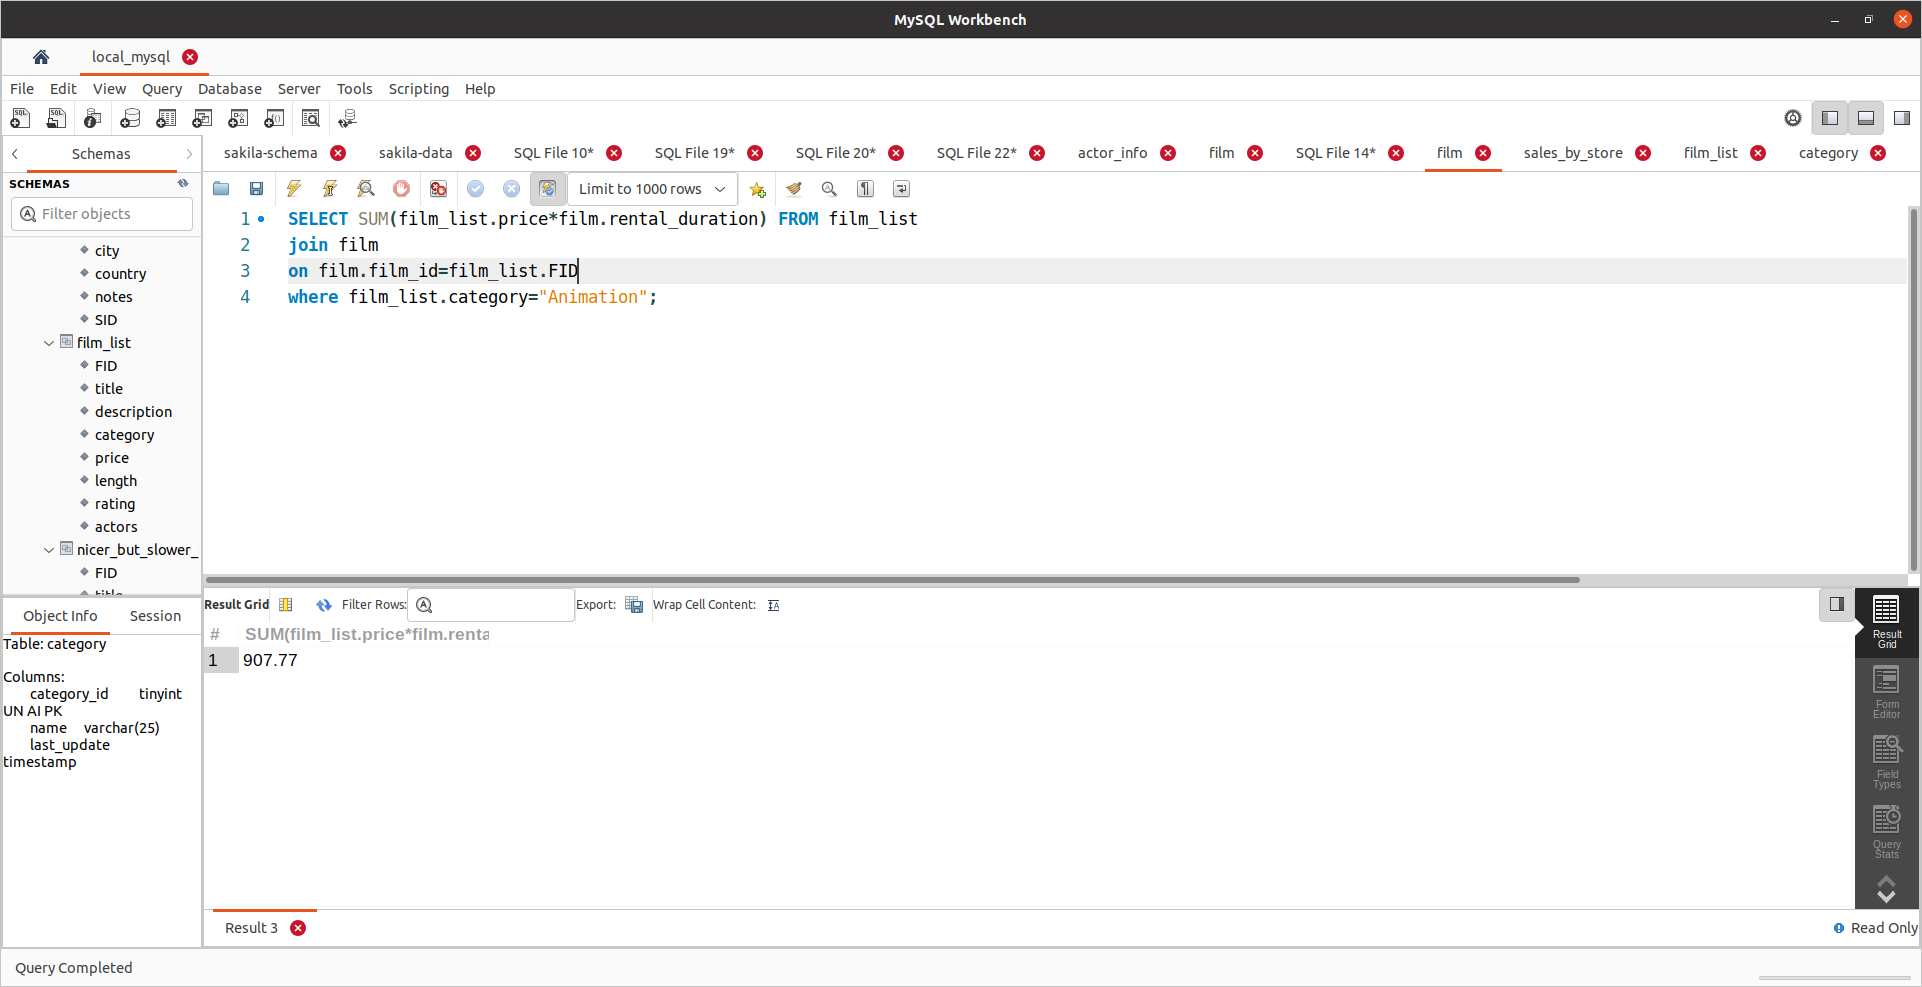 MySQL Workbench
local_mysql
File Edit View Query Database Server Tools Scripting Help
Schemas
sakila-schema sakila-data SQL File 10* SQL File 19* SQL File 20* SQL File 22* actor_info film SQL File 14* film sales_by_store film_list category
SCHEMAS
Filter objects
Limit to 1000 rows
1 SELECT SUM(film_list.price*film.rental_duration) FROM film_list
2 join film
3 on film.film_id=film_list.FID
4 where film_list.category="Animation";
city
country
notes
SID
film_list
FID
title
description
category
price
length
rating
actors
nicer_but_slower_
FID
title
Object Info Session
Table: category
Columns:
category_id tinyint
UN AI PK
name varchar(25)
last_update
timestamp
Result Grid Filter Rows: Export: Wrap Cell Content:
# SUM(film_list.price*film.renta
1 907.77
Result
Grid
Form
Editor
Field
Types
Query
Stats
Result 3
Read Only
Query Completed